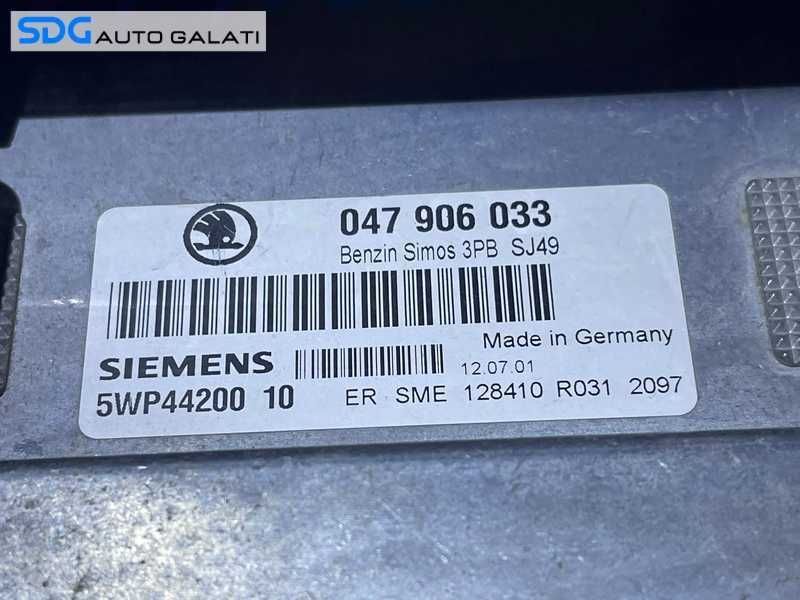 SDG AUTO GALATI
047 906 033
Benzin Simos 3PB SJ49
Made in Germany
SIEMENS
12.07.01
5WP44200 10
ER SME 128410 R031 2097